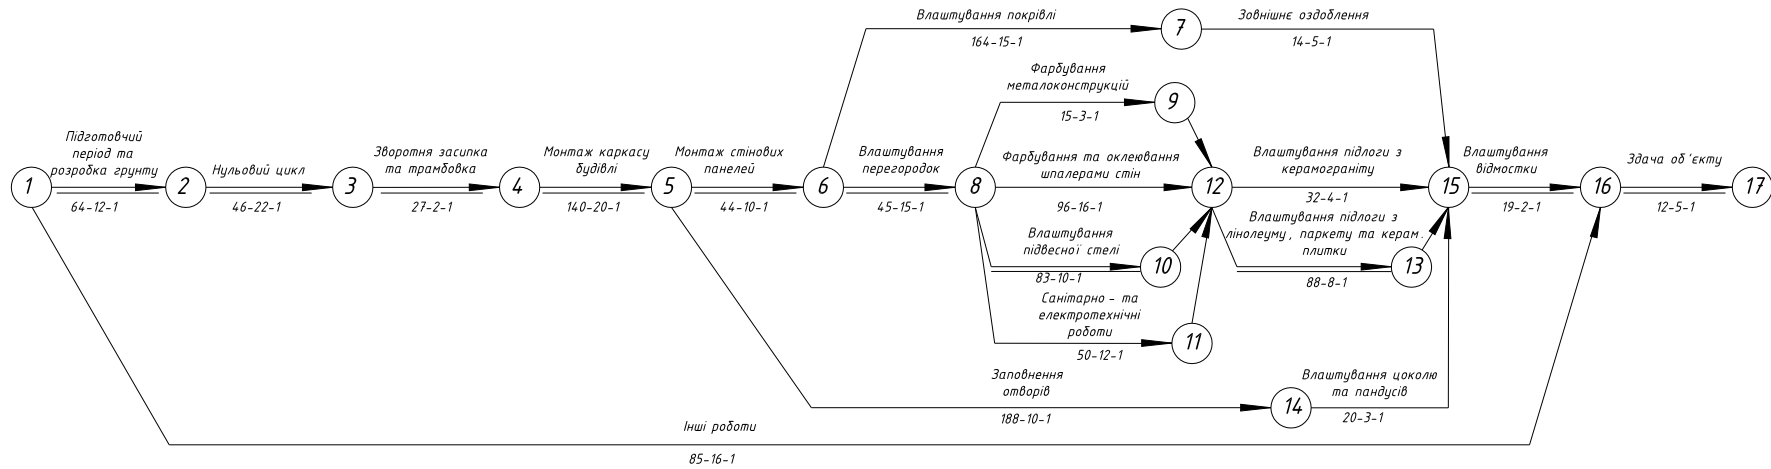 Влаштування покрівлі
164-15-1
7
Зовнішнє оздоблення
14-5-1
Фарбування
металоконструкцій
15-3-1
9
1
Підготовчий
період та
розробка грунту
64-12-1
2
Нульовий цикл
46-22-1
3
Зворотня засипка
та трамбовка
27-2-1
4
Монтаж каркасу
будівлі
140-20-1
5
Монтаж стінових
панелей
44-10-1
6
Влаштування
перегородок
45-15-1
8
Фарбування та оклеювання
шпалерами стін
96-16-1
12
Влаштування підлоги з
керамограніту
32-4-1
15
Влаштування
відмостки
19-2-1
16
Здача об'єкту
12-5-1
17
Влаштування
підвесної стелі
83-10-1
10
Влаштування підлоги з
лінолеуму, паркету та керам.
плитки
88-8-1
13
Санітарно - та
електротехнічні
роботи
50-12-1
11
Заповнення
отворів
188-10-1
14
Влаштування цоколю
та пандусів
20-3-1
Інші роботи
85-16-1